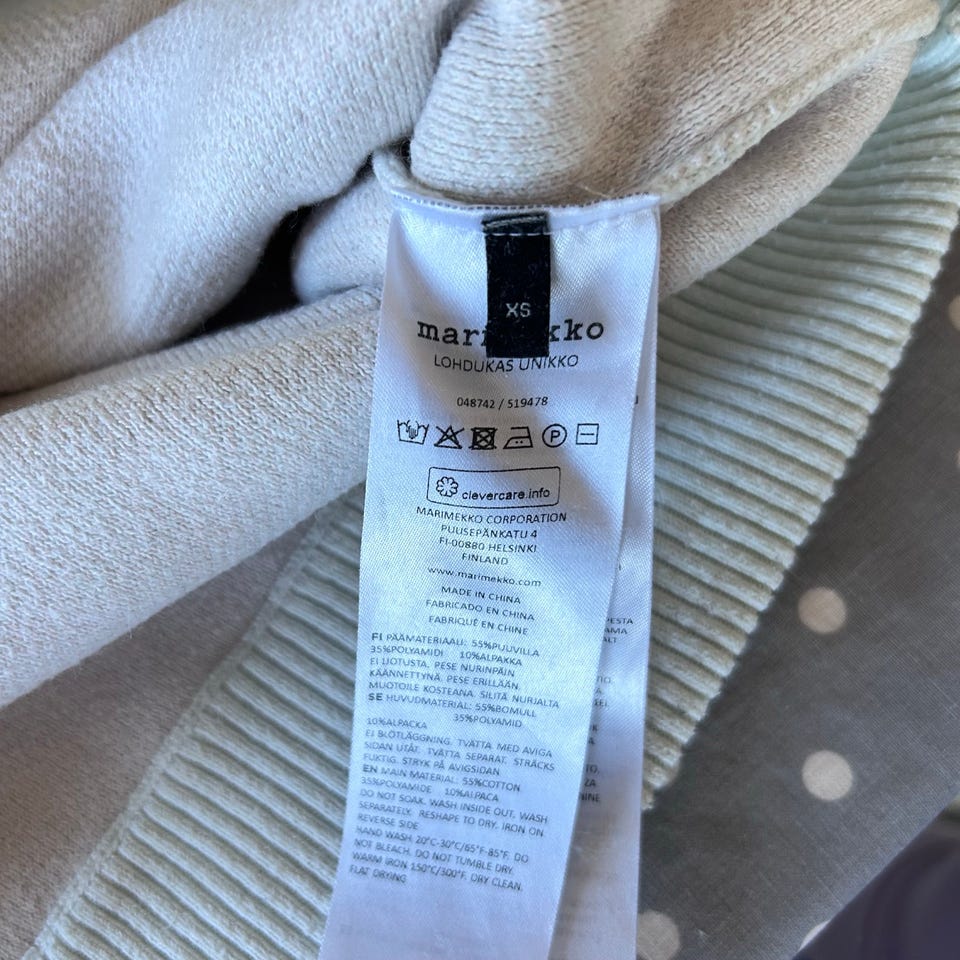 XS
marimekko
LOHDUKAS UNIKKO
048742 / 519478
P
clevercare.info
MARIMEKKO CORPORATION
PUUSEPÄNKATU 4
FI-00880 HELSINKI
FINLAND
www.marimekko.com
MADE IN CHINA
FABRICADO EN CHINA
FABRIQUÉ EN CHINE
FI PÄÄMATERIAALI: 55%PUUVILLA
35%POLYAMIDI 10%ALPAKKA
EI LIOTUSTA. PESE NURINPÄIN
KÄÄNNETTYNÄ. PESE ERILLÄÄN.
MUOTOILE KOSTEANA. SILITÄ NURJALTA
SE HUVUDMATERIAL: 55%BOMULL
35%POLYAMID
10%ALPACKA
EJ BLÖTLÄGGNING. TVÄTTA MED AVIGA
SIDAN UTÅT. TVÄTTA SEPARAT. STRÄCKS
FUKTIG. STRYK PÅ AVIGSIDAN
EN MAIN MATERIAL: 55%COTTON
35%POLYAMIDE 10%ALPACA
DO NOT SOAK. WASH INSIDE OUT. WASH
SEPARATELY. RESHAPE TO DRY. IRON ON
REVERSE SIDE
HAND WASH 20°C-30°C/65°F-85°F. DO
NOT BLEACH. DO NOT TUMBLE DRY.
WARM IRON 150°C/300°F. DRY CLEAN.
FLAT DRYING